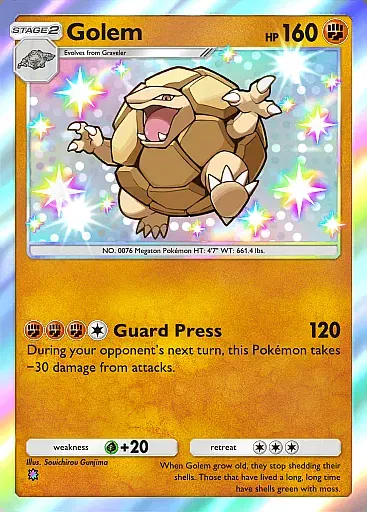 STAGE 2 Golem HP 160
Evolves from Graveler
NO. 0076 Megaton Pokémon HT: 4'7" WT: 661.4 lbs.
Guard Press 120
During your opponent's next turn, this Pokémon takes
−30 damage from attacks.
weakness +20 retreat
Illus. Souichirou Gunjima
When Golem grow old, they stop shedding their
shells. Those that have lived a long, long time
have shells green with moss.